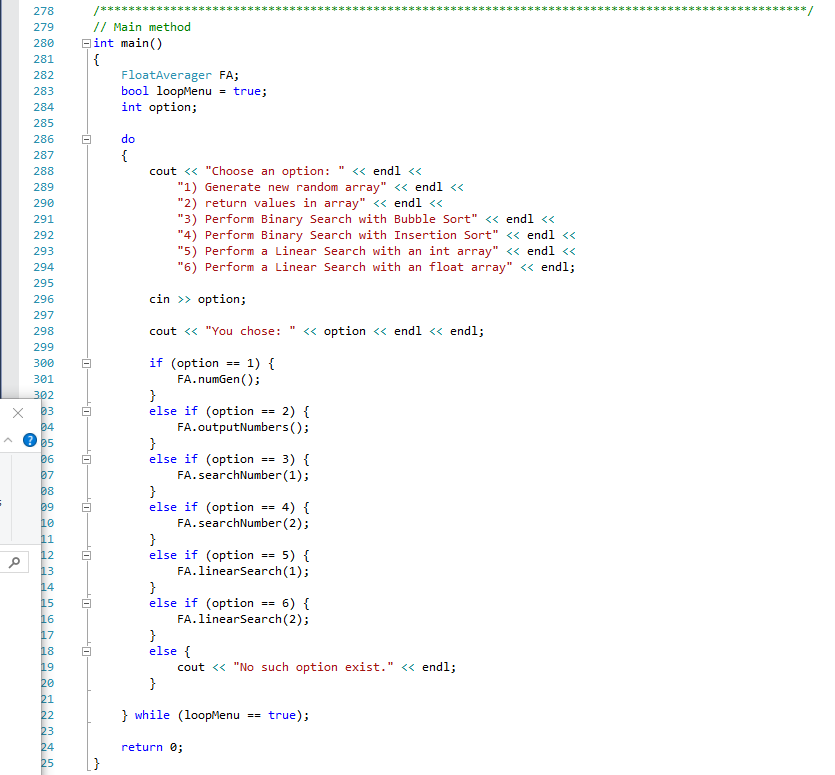 278 /*****************************************************************************************************/
279 // Main method
280 int main()
281 {
282 FloatAverager FA;
283 bool loopMenu = true;
284 int option;
285
286 do
287 {
288 cout << "Choose an option: " << endl <<
289 "1) Generate new random array" << endl <<
290 "2) return values in array" << endl <<
291 "3) Perform Binary Search with Bubble Sort" << endl <<
292 "4) Perform Binary Search with Insertion Sort" << endl <<
293 "5) Perform a Linear Search with an int array" << endl <<
294 "6) Perform a Linear Search with an float array" << endl;
295
296 cin >> option;
297
298 cout << "You chose: " << option << endl << endl;
299
300 if (option == 1) {
301 FA.numGen();
302 }
03 else if (option == 2) {
04 FA.outputNumbers();
05 }
06 else if (option == 3) {
07 FA.searchNumber(1);
08 }
09 else if (option == 4) {
10 FA.searchNumber(2);
11 }
12 else if (option == 5) {
13 FA.linearSearch(1);
14 }
15 else if (option == 6) {
16 FA.linearSearch(2);
17 }
18 else {
19 cout << "No such option exist." << endl;
20 }
21
22 } while (loopMenu == true);
23
24 return 0;
25 }